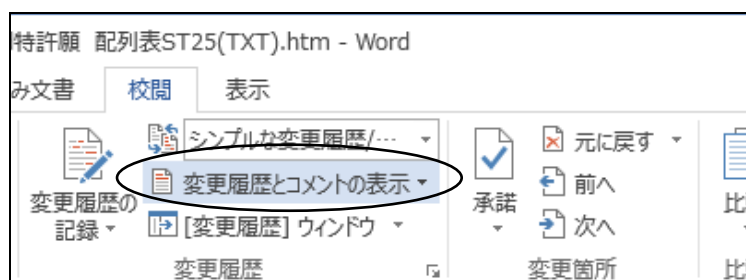 特許願 配列表ST25(TXT).htm - Word
み文書 校閲 表示
シンプルな変更履歴/…
変更履歴とコメントの表示
[変更履歴] ウィンドウ
変更履歴の
記録
変更履歴
承諾
元に戻す
前へ
次へ
変更箇所
比
比